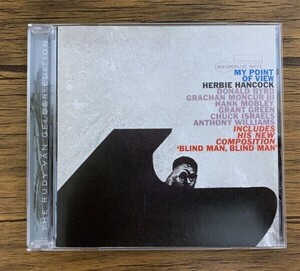 MY POINT
OF VIEW
HERBIE HANCOCK
DONALD BYRD
GRACHAN MONCUR III
HANK MOBLEY
GRANT GREEN
CHUCK ISRAELS
ANTHONY WILLIAMS
INCLUDES
HIS NEW
COMPOSITION
'BLIND MAN, BLIND MAN'
THE RUDY VAN GELDER EDITION